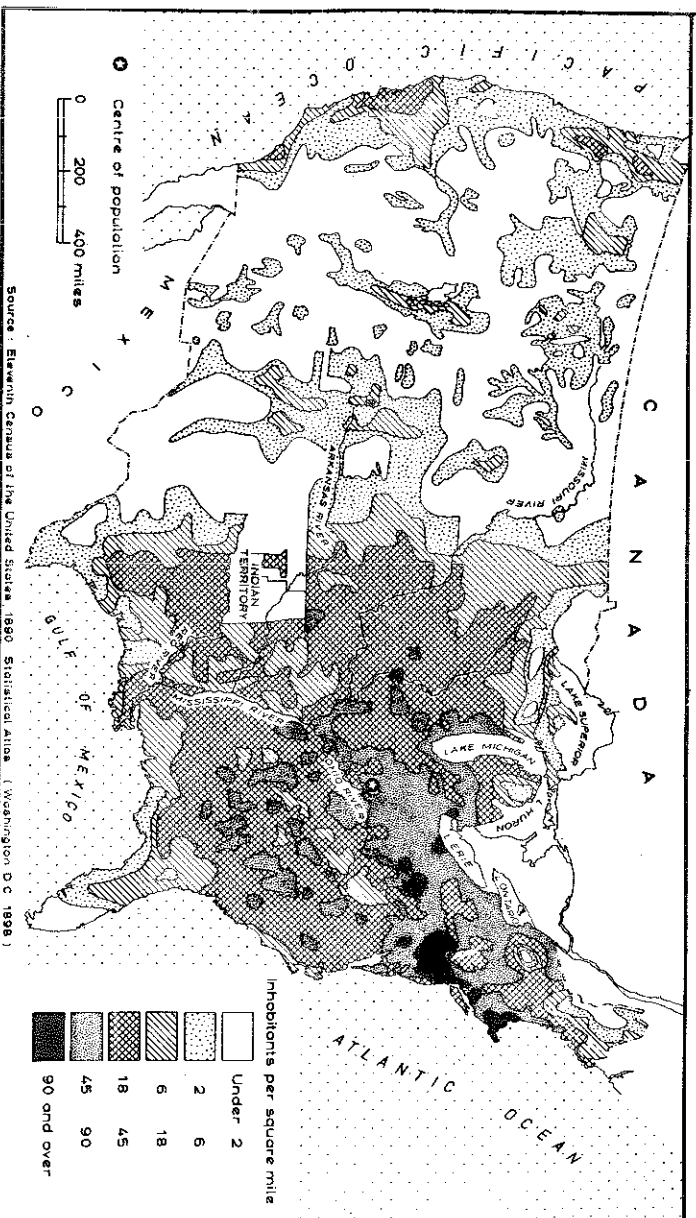 CANADA
PACIFIC OCEAN
MEXICO
GULF OF MEXICO
ATLANTIC OCEAN
MISSOURI RIVER
ARKANSAS RIVER
INDIAN
TERRITORY
RED RIVER
MISSISSIPPI RIVER
OHIO RIVER
LAKE SUPERIOR
LAKE MICHIGAN
L HURON
L ERIE
L ONTARIO
Centre of population
0 200 400 miles
Inhabitants per square mile
Under 2
2 6
6 18
18 45
45 90
90 and over
Source : Eleventh Census of the United States, 1890 Statistical Atlas (Washington D C 1898)